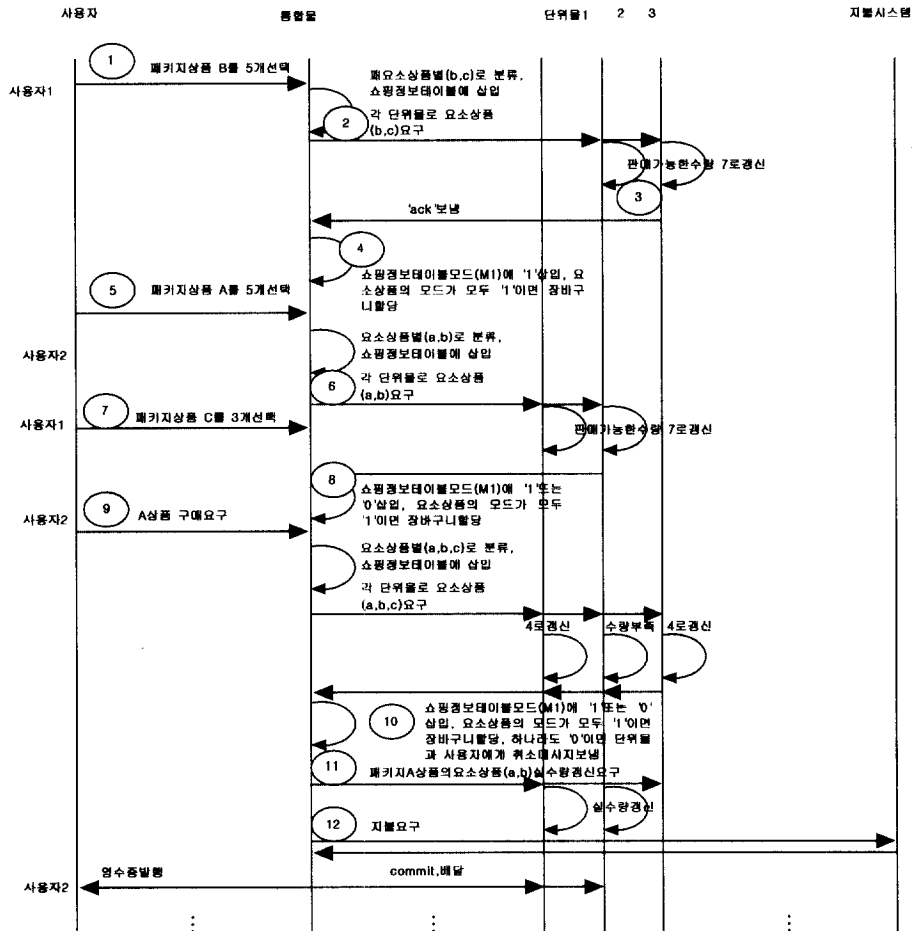 사용자 통합몰 단위몰1 2 3 지불시스템
1
패키지상품 B를 5개선택
사용자1
패요소상품별(b,c)로 분류,
쇼핑정보테이블에 삽입
2
각 단위몰로 요소상품
(b,c)요구
판매가능한수량 7로갱신
3
'ack'보냄
4
쇼핑정보테이블모드(M1)에 '1'삽입, 요
소상품의 모드가 모두 '1'이면 장바구
니할당
5
패키지상품 A를 5개선택
사용자2
요소상품별(a,b)로 분류,
쇼핑정보테이블에 삽입
6
각 단위몰로 요소상품
(a,b)요구
7
패키지상품 C를 3개선택
사용자1
판매가능한수량 7로갱신
8
쇼핑정보테이블모드(M1)에 '1'또는
'0'삽입, 요소상품의 모드가 모두
'1'이면 장바구니할당
9
A상품 구매요구
사용자2
요소상품별(a,b,c)로 분류,
쇼핑정보테이블에 삽입
각 단위몰로 요소상품
(a,b,c)요구
4로갱신 수량부족 4로갱신
10
쇼핑정보테이블모드(M1)에 '1'또는 '0'
삽입, 요소상품의 모드가 모두 '1'이면
장바구니할당, 하나라도 '0'이면 단위몰
과 사용자에게 취소메시지보냄
11
패키지A상품의요소상품(a,b)실수량갱신요구
실수량갱신
12
지불요구
영수증발행 commit,배달
사용자2